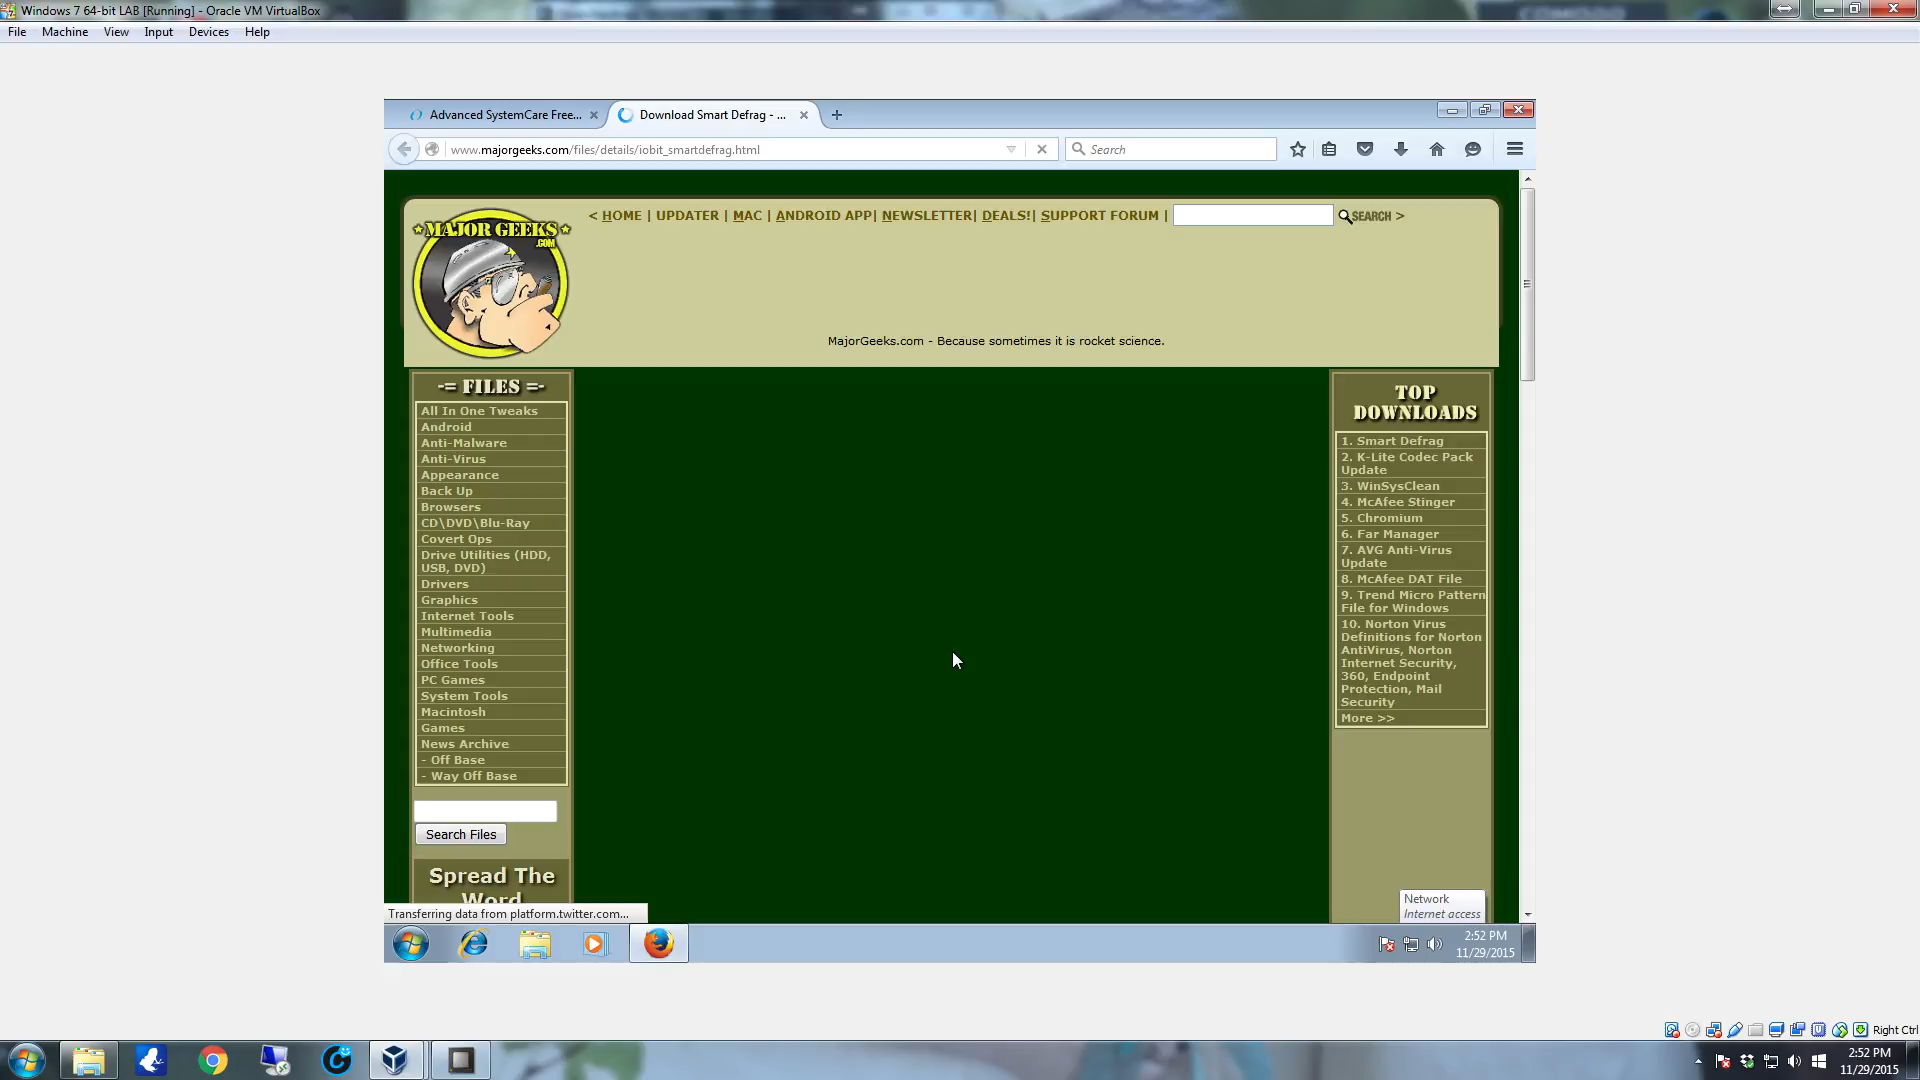 Windows 7 64-bit LAB [Running] - Oracle VM VirtualBox
File Machine View Input Devices Help
Advanced SystemCare Free...
Download Smart Defrag - ...
www.majorgeeks.com/files/details/iobit_smartdefrag.html
Search
MAJOR GEEKS
.COM
< HOME | UPDATER | MAC | ANDROID APP| NEWSLETTER| DEALS!| SUPPORT FORUM |
SEARCH >
MajorGeeks.com - Because sometimes it is rocket science.
-= FILES =-
All In One Tweaks
Android
Anti-Malware
Anti-Virus
Appearance
Back Up
Browsers
CD\DVD\Blu-Ray
Covert Ops
Drive Utilities (HDD,
USB, DVD)
Drivers
Graphics
Internet Tools
Multimedia
Networking
Office Tools
PC Games
System Tools
Macintosh
Games
News Archive
- Off Base
- Way Off Base
Search Files
Spread The
Word
TOP
DOWNLOADS
1. Smart Defrag
2. K-Lite Codec Pack
Update
3. WinSysClean
4. McAfee Stinger
5. Chromium
6. Far Manager
7. AVG Anti-Virus
Update
8. McAfee DAT File
9. Trend Micro Pattern
File for Windows
10. Norton Virus
Definitions for Norton
AntiVirus, Norton
Internet Security,
360, Endpoint
Protection, Mail
Security
More >>
Network
Internet access
Transferring data from platform.twitter.com...
2:52 PM
11/29/2015
Right Ctrl
2:52 PM
11/29/2015